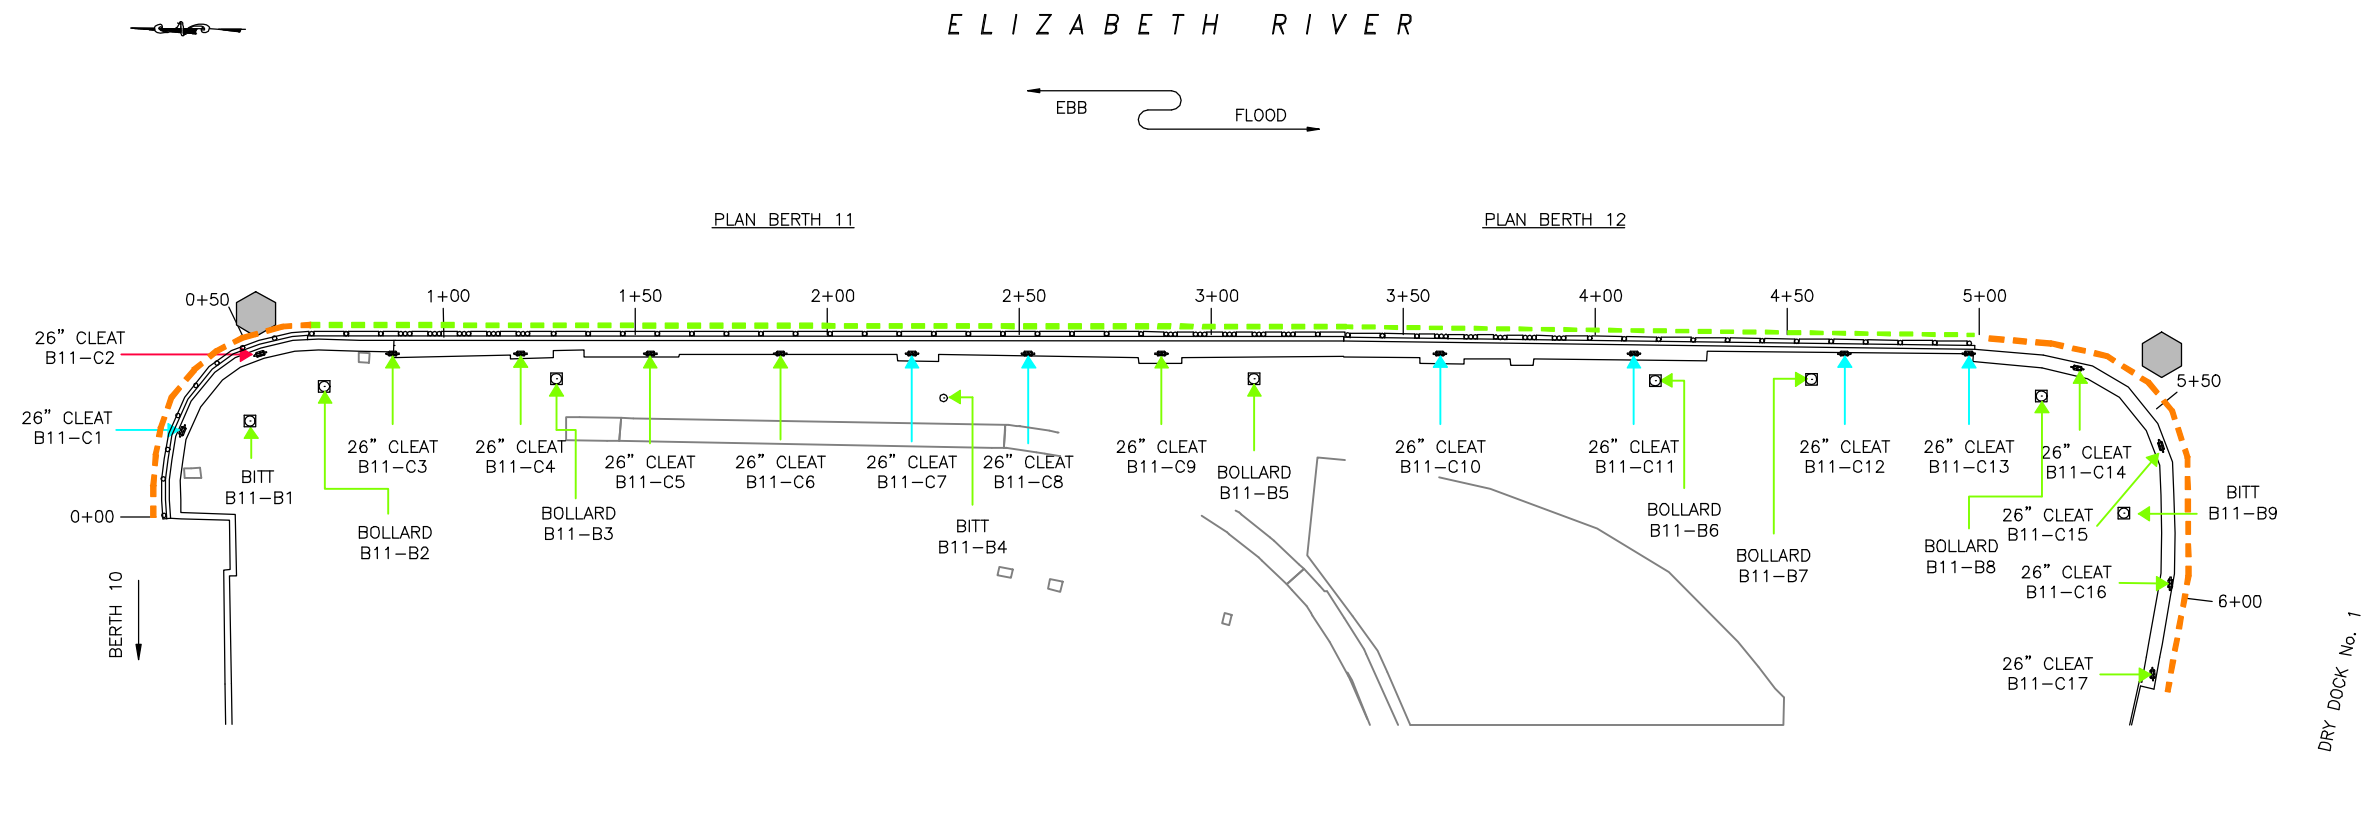 ELIZABETH RIVER
EBB
FLOOD
PLAN BERTH 11
PLAN BERTH 12
0+50
1+00
1+50
2+00
2+50
3+00
3+50
4+00
4+50
5+00
5+50
6+00
0+00
26” CLEAT
B11-C2
26” CLEAT
B11-C1
BITT
B11-B1
26” CLEAT
B11-C3
BOLLARD
B11-B2
26” CLEAT
B11-C4
BOLLARD
B11-B3
26” CLEAT
B11-C5
26” CLEAT
B11-C6
26” CLEAT
B11-C7
BITT
B11-B4
26” CLEAT
B11-C8
26” CLEAT
B11-C9
BOLLARD
B11-B5
26” CLEAT
B11-C10
26” CLEAT
B11-C11
BOLLARD
B11-B6
BOLLARD
B11-B7
26” CLEAT
B11-C12
26” CLEAT
B11-C13
BOLLARD
B11-B8
26” CLEAT
B11-C14
26” CLEAT
B11-C15
BITT
B11-B9
26” CLEAT
B11-C16
26” CLEAT
B11-C17
BERTH 10
DRY DOCK No. 1